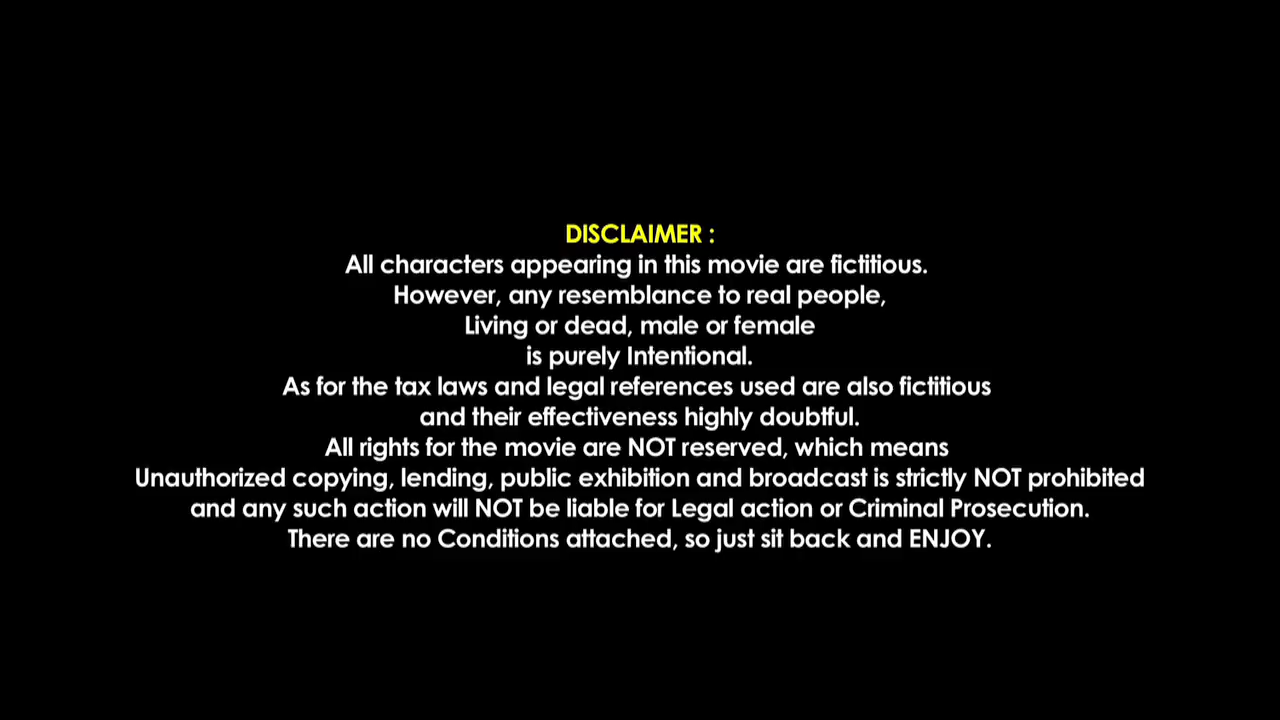 DISCLAIMER :
All characters appearing in this movie are fictitious.
However, any resemblance to real people,
Living or dead, male or female
is purely Intentional.
As for the tax laws and legal references used are also fictitious
and their effectiveness highly doubtful.
All rights for the movie are NOT reserved, which means
Unauthorized copying, lending, public exhibition and broadcast is strictly NOT prohibited
and any such action will NOT be liable for Legal action or Criminal Prosecution.
There are no Conditions attached, so just sit back and ENJOY.